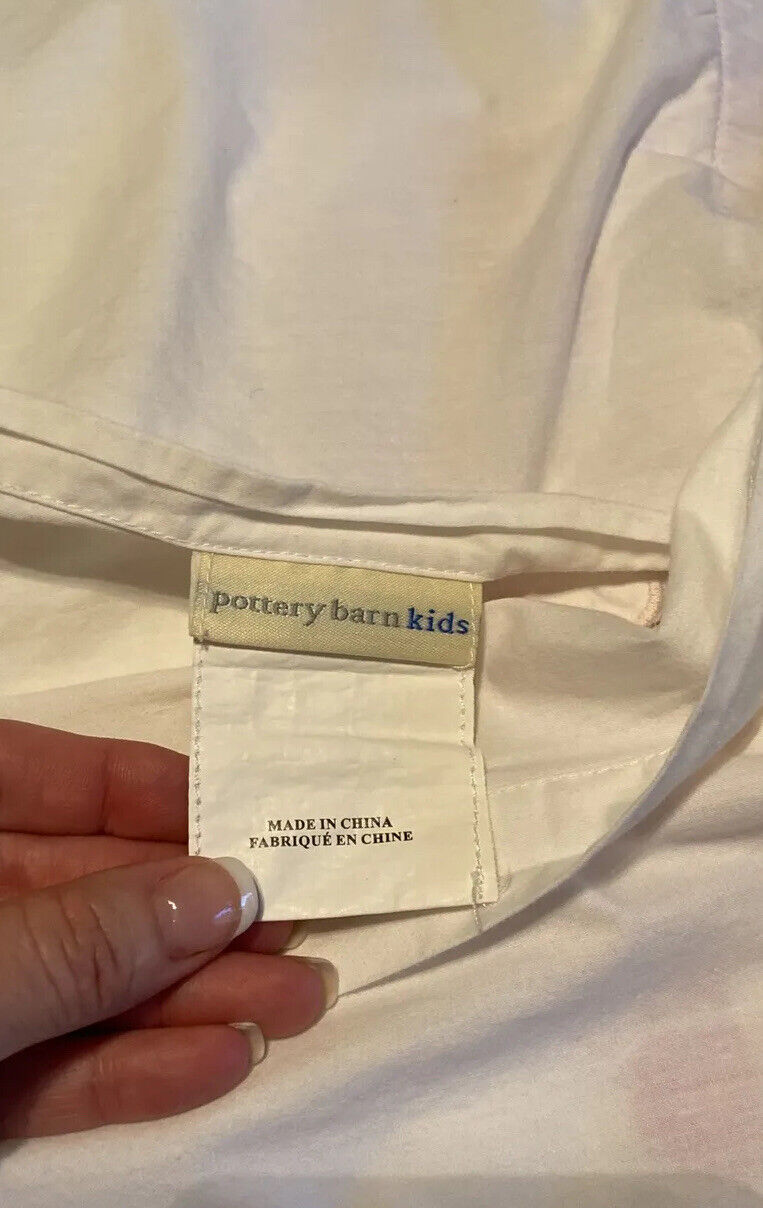 pottery barn kids
MADE IN CHINA
FABRIQUÉ EN CHINE